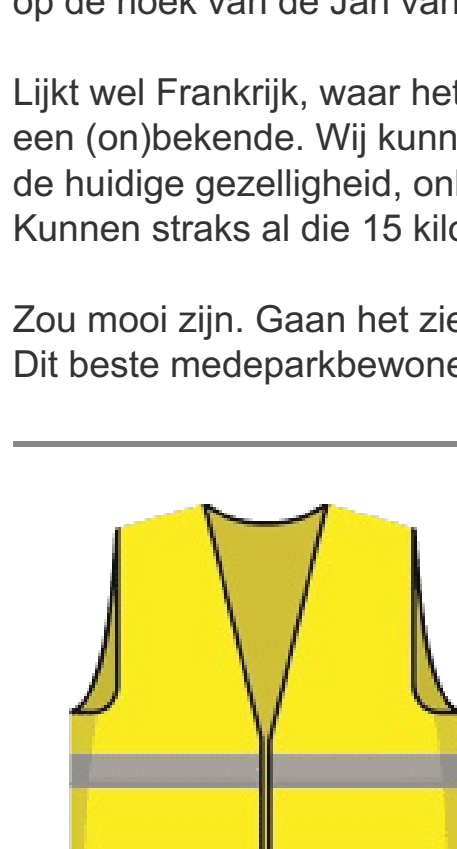 op de hoek van de Jan van
Lijkt wel Frankrijk, waar het
een (on)bekende. Wij kunn
de huidige gezelligheid, on
Kunnen straks al die 15 kilo
Zou mooi zijn. Gaan het zie
Dit beste medeparkbewone